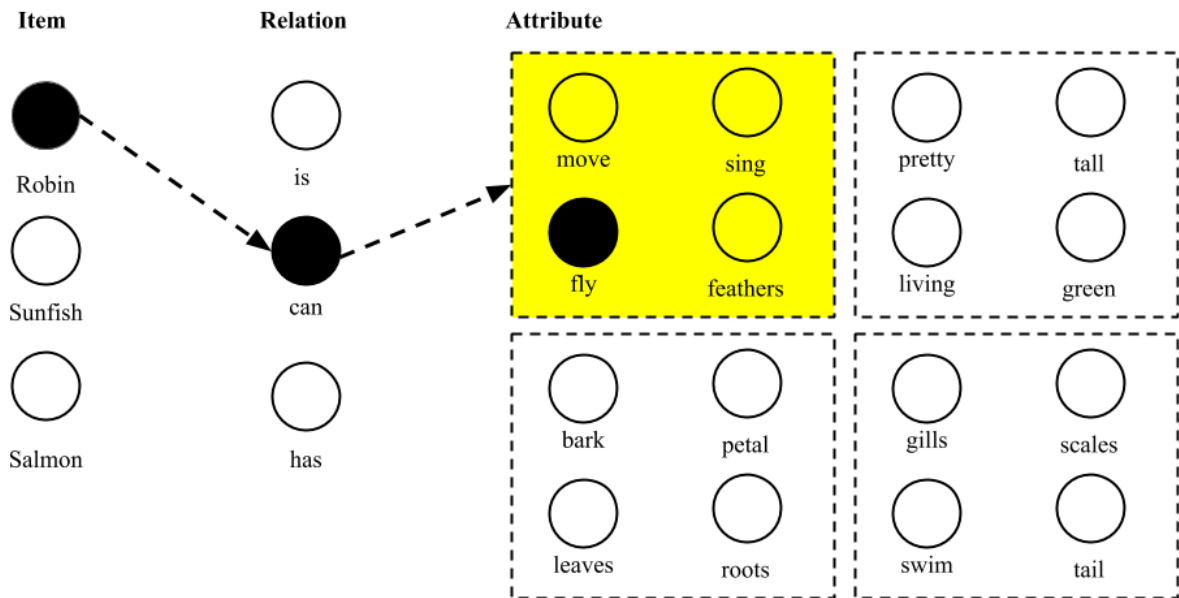 Item
Relation
Attribute
Robin
is
move
sing
pretty
tall
Sunfish
can
fly
feathers
living
green
Salmon
has
bark
petal
gills
scales
leaves
roots
swim
tail